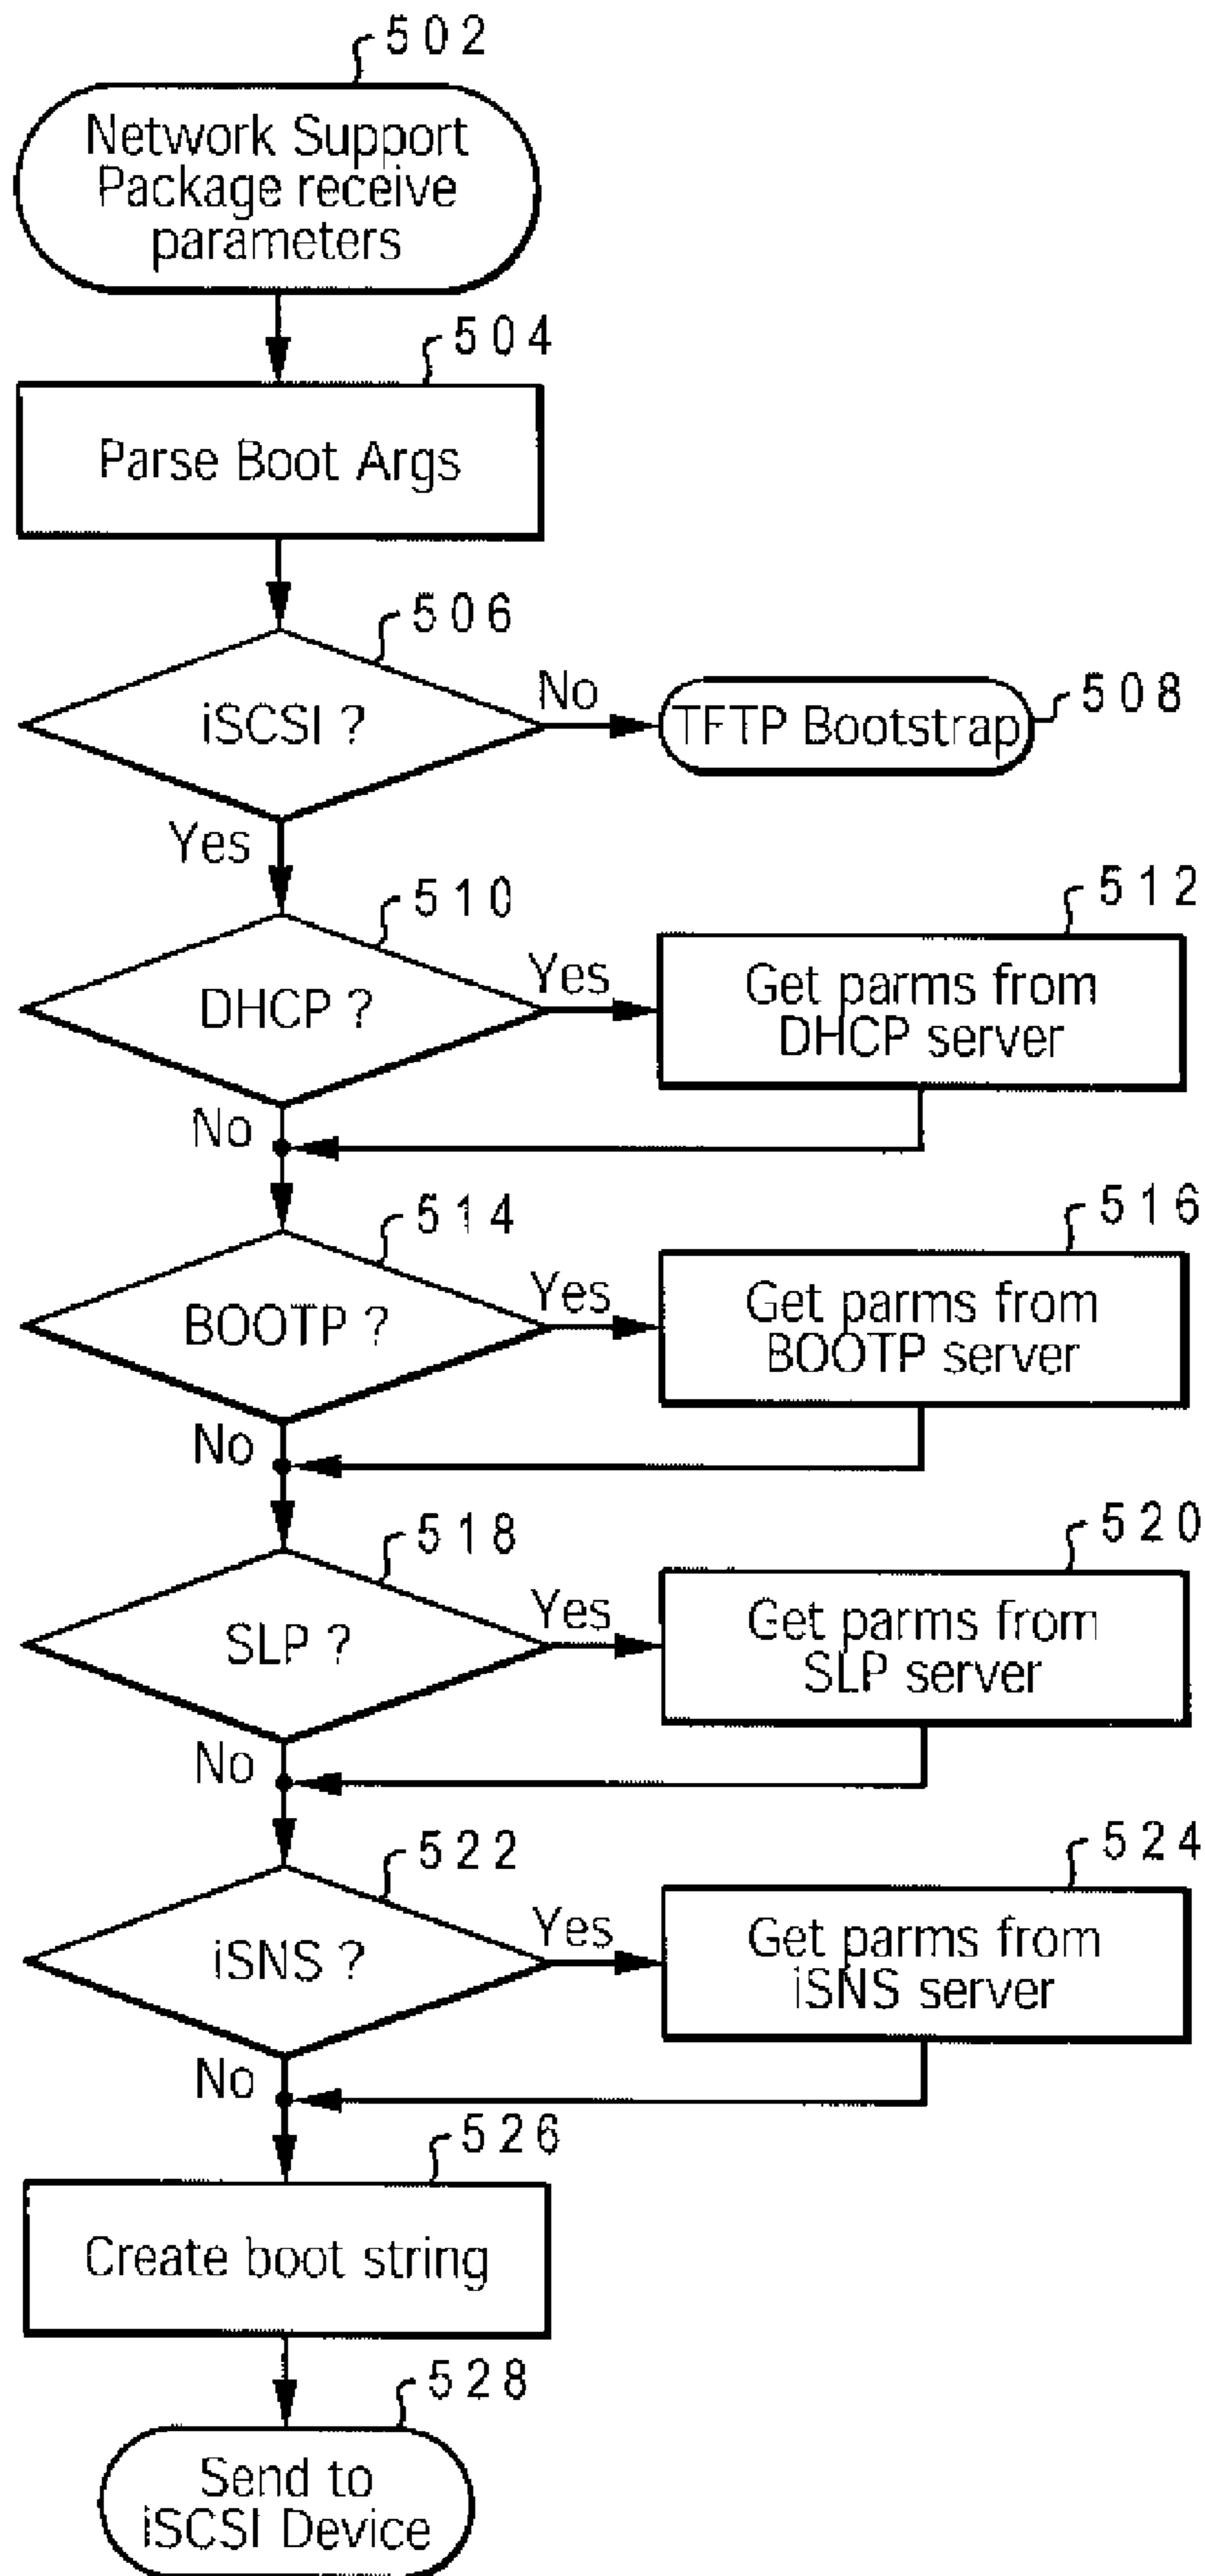 502
Network Support
Package receive
parameters
504
Parse Boot Args
506
iSCSI ?
No
TFTP Bootstrap
508
Yes
510
DHCP ?
Yes
512
Get parms from
DHCP server
No
514
BOOTP ?
Yes
516
Get parms from
BOOTP server
No
518
SLP ?
Yes
520
Get parms from
SLP server
No
522
iSNS ?
Yes
524
Get parms from
iSNS server
No
526
Create boot string
528
Send to
iSCSI Device